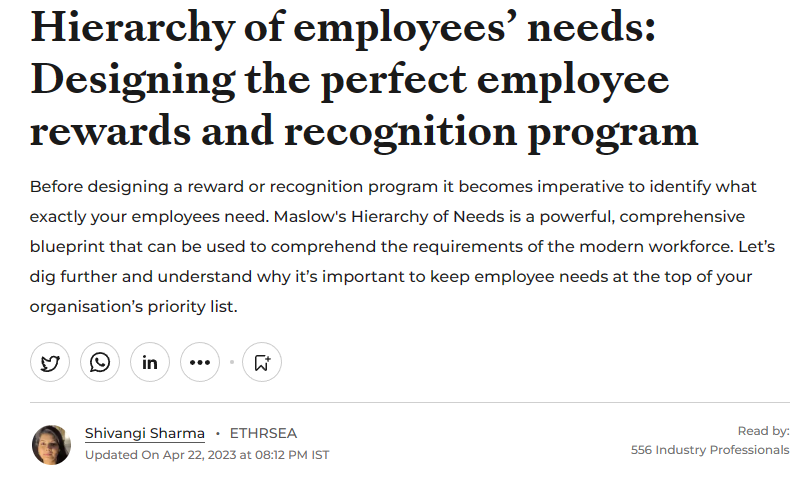 Hierarchy of employees’ needs:
Designing the perfect employee
rewards and recognition program
Before designing a reward or recognition program it becomes imperative to identify what
exactly your employees need. Maslow's Hierarchy of Needs is a powerful, comprehensive
blueprint that can be used to comprehend the requirements of the modern workforce. Let’s
dig further and understand why it’s important to keep employee needs at the top of your
organisation’s priority list.
in
Shivangi Sharma • ETHRSEA
Updated On Apr 22, 2023 at 08:12 PM IST
Read by:
556 Industry Professionals